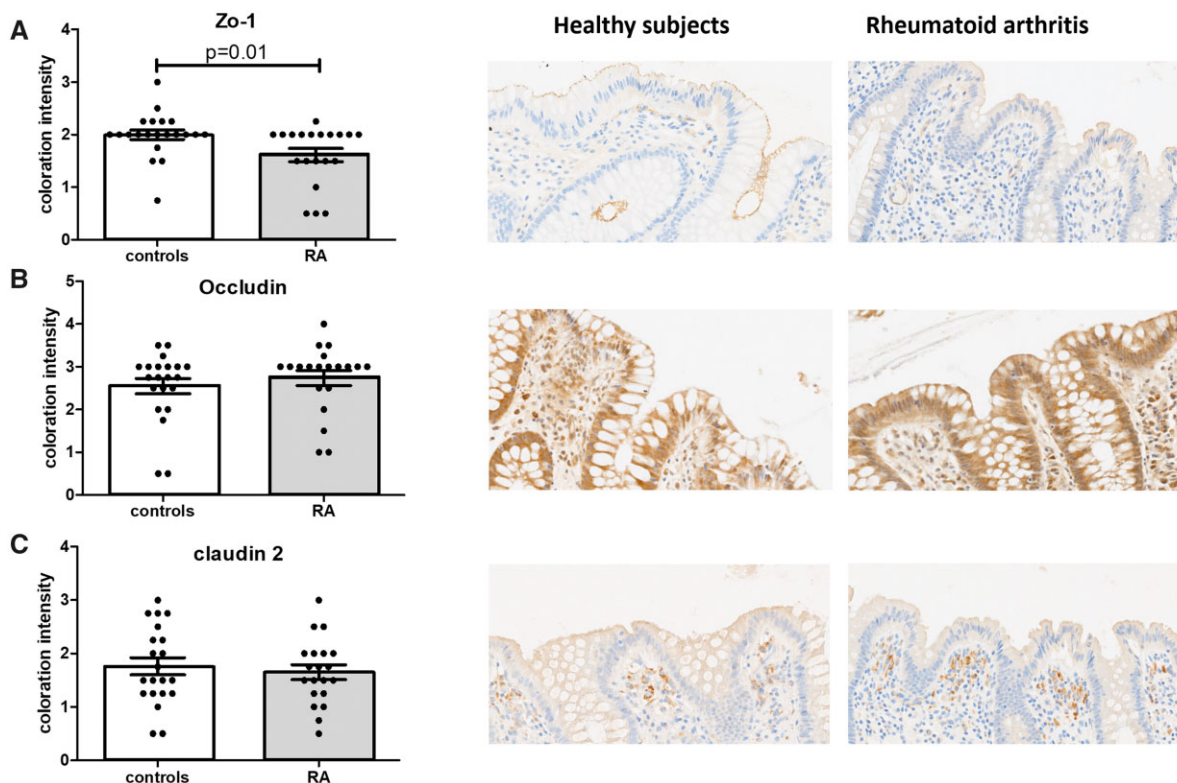 Healthy subjects Rheumatoid arthritis
A
Zo-1
p=0.01
coloration intensity
4
3
2
1
0
controls RA
B
Occludin
coloration intensity
5
4
3
2
1
0
controls RA
C
claudin 2
coloration intensity
4
3
2
1
0
controls RA